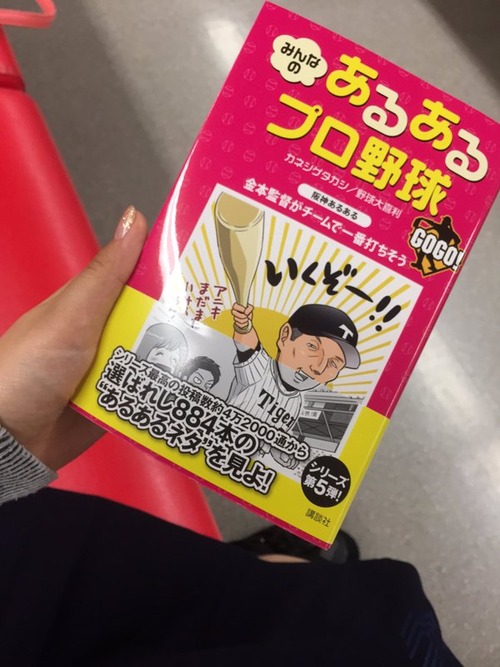 みんなの
あるある
プロ野球
カネシゲタカシ/野球大喜利
GOGO!
阪神あるある
金本監督がチームで一番打ちそう
いくぞー!!
アニキ
まだまだ
T
Tiger
シリーズ最高の投稿数約4万2000通から
選ばれし884本の
“あるあるネタ”を見よ!
シリーズ
第5弾!
講談社